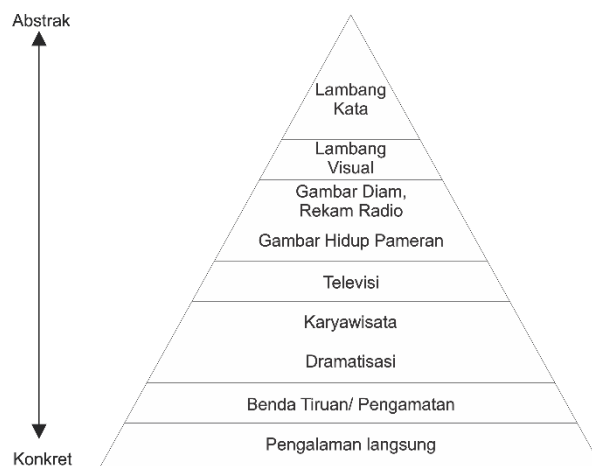 Abstrak
Lambang
Kata
Lambang
Visual
Gambar Diam,
Rekam Radio
Gambar Hidup Pameran
Televisi
Karyawisata
Dramatisasi
Benda Tiruan/ Pengamatan
Pengalaman langsung
Konkret